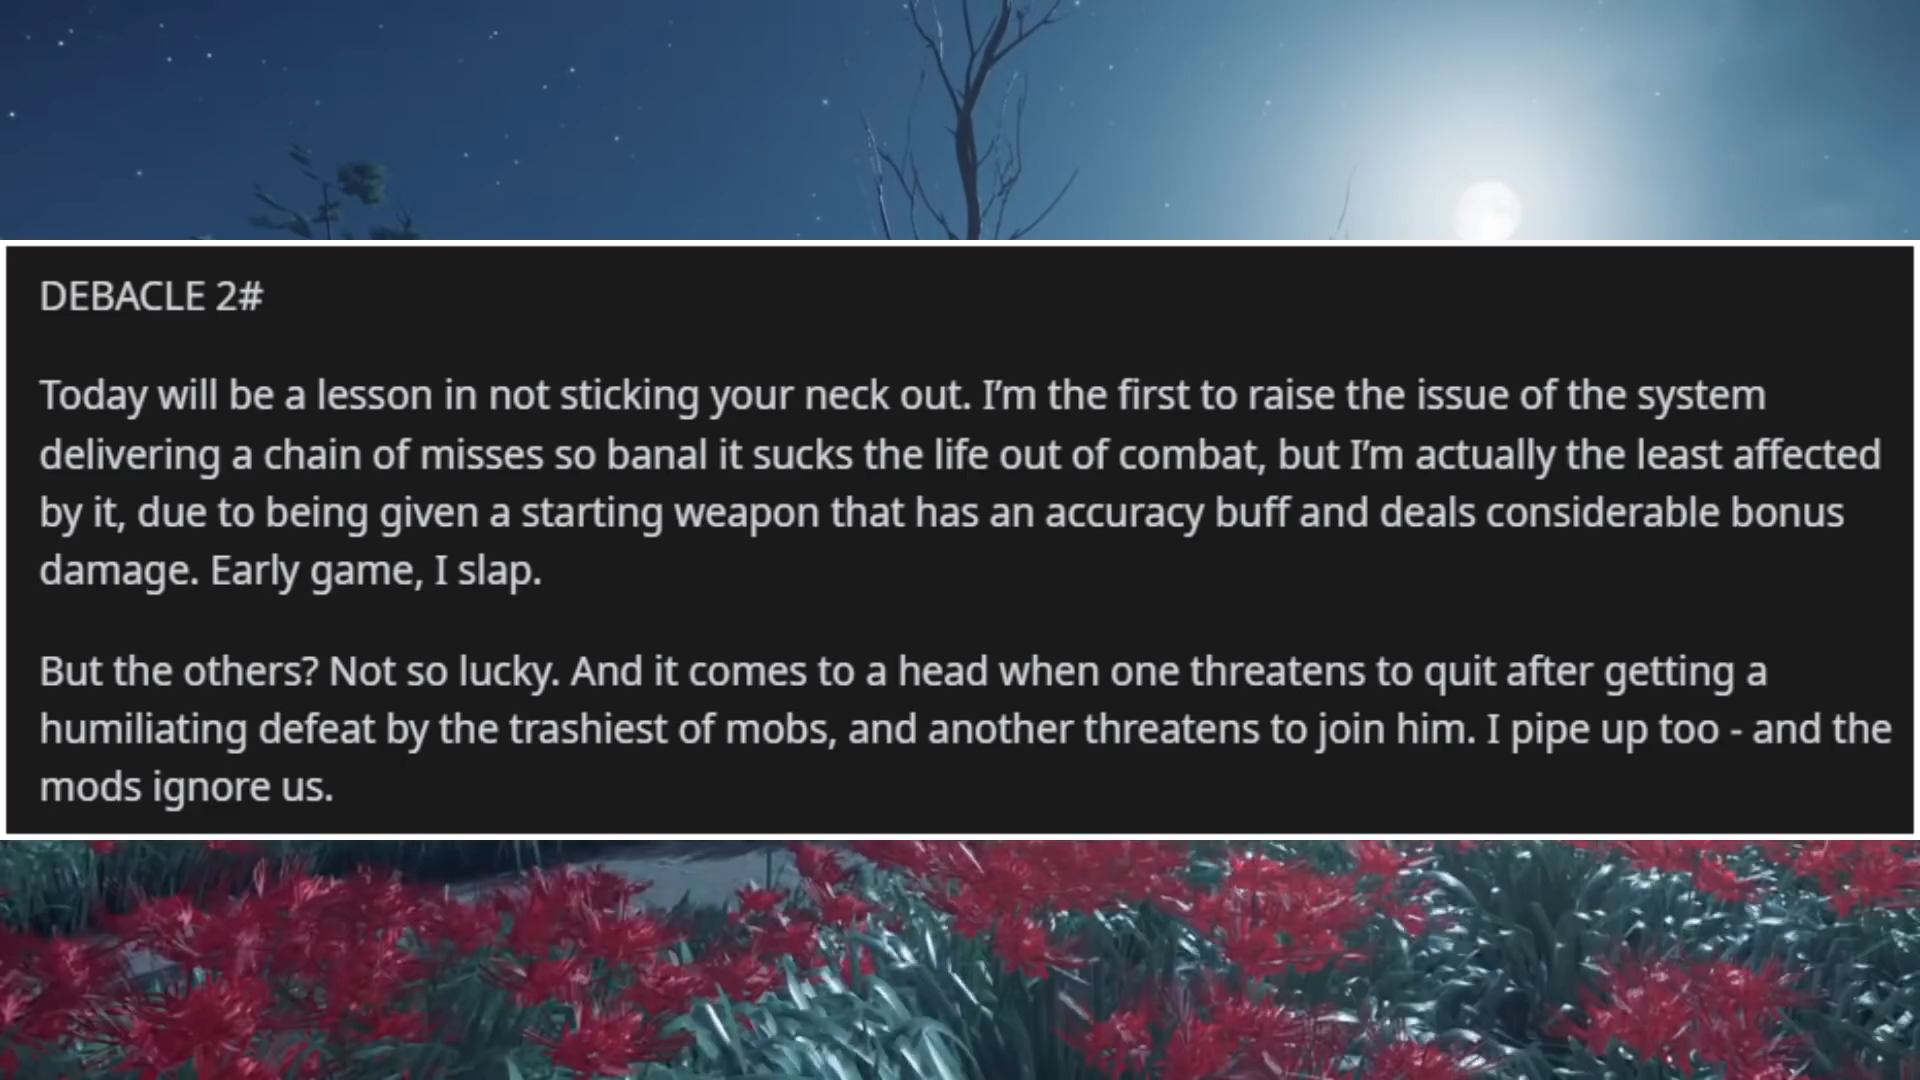 DEBACLE 2#
Today will be a lesson in not sticking your neck out. I’m the first to raise the issue of the system
delivering a chain of misses so banal it sucks the life out of combat, but I’m actually the least affected
by it, due to being given a starting weapon that has an accuracy buff and deals considerable bonus
damage. Early game, I slap.
But the others? Not so lucky. And it comes to a head when one threatens to quit after getting a
humiliating defeat by the trashiest of mobs, and another threatens to join him. I pipe up too - and the
mods ignore us.